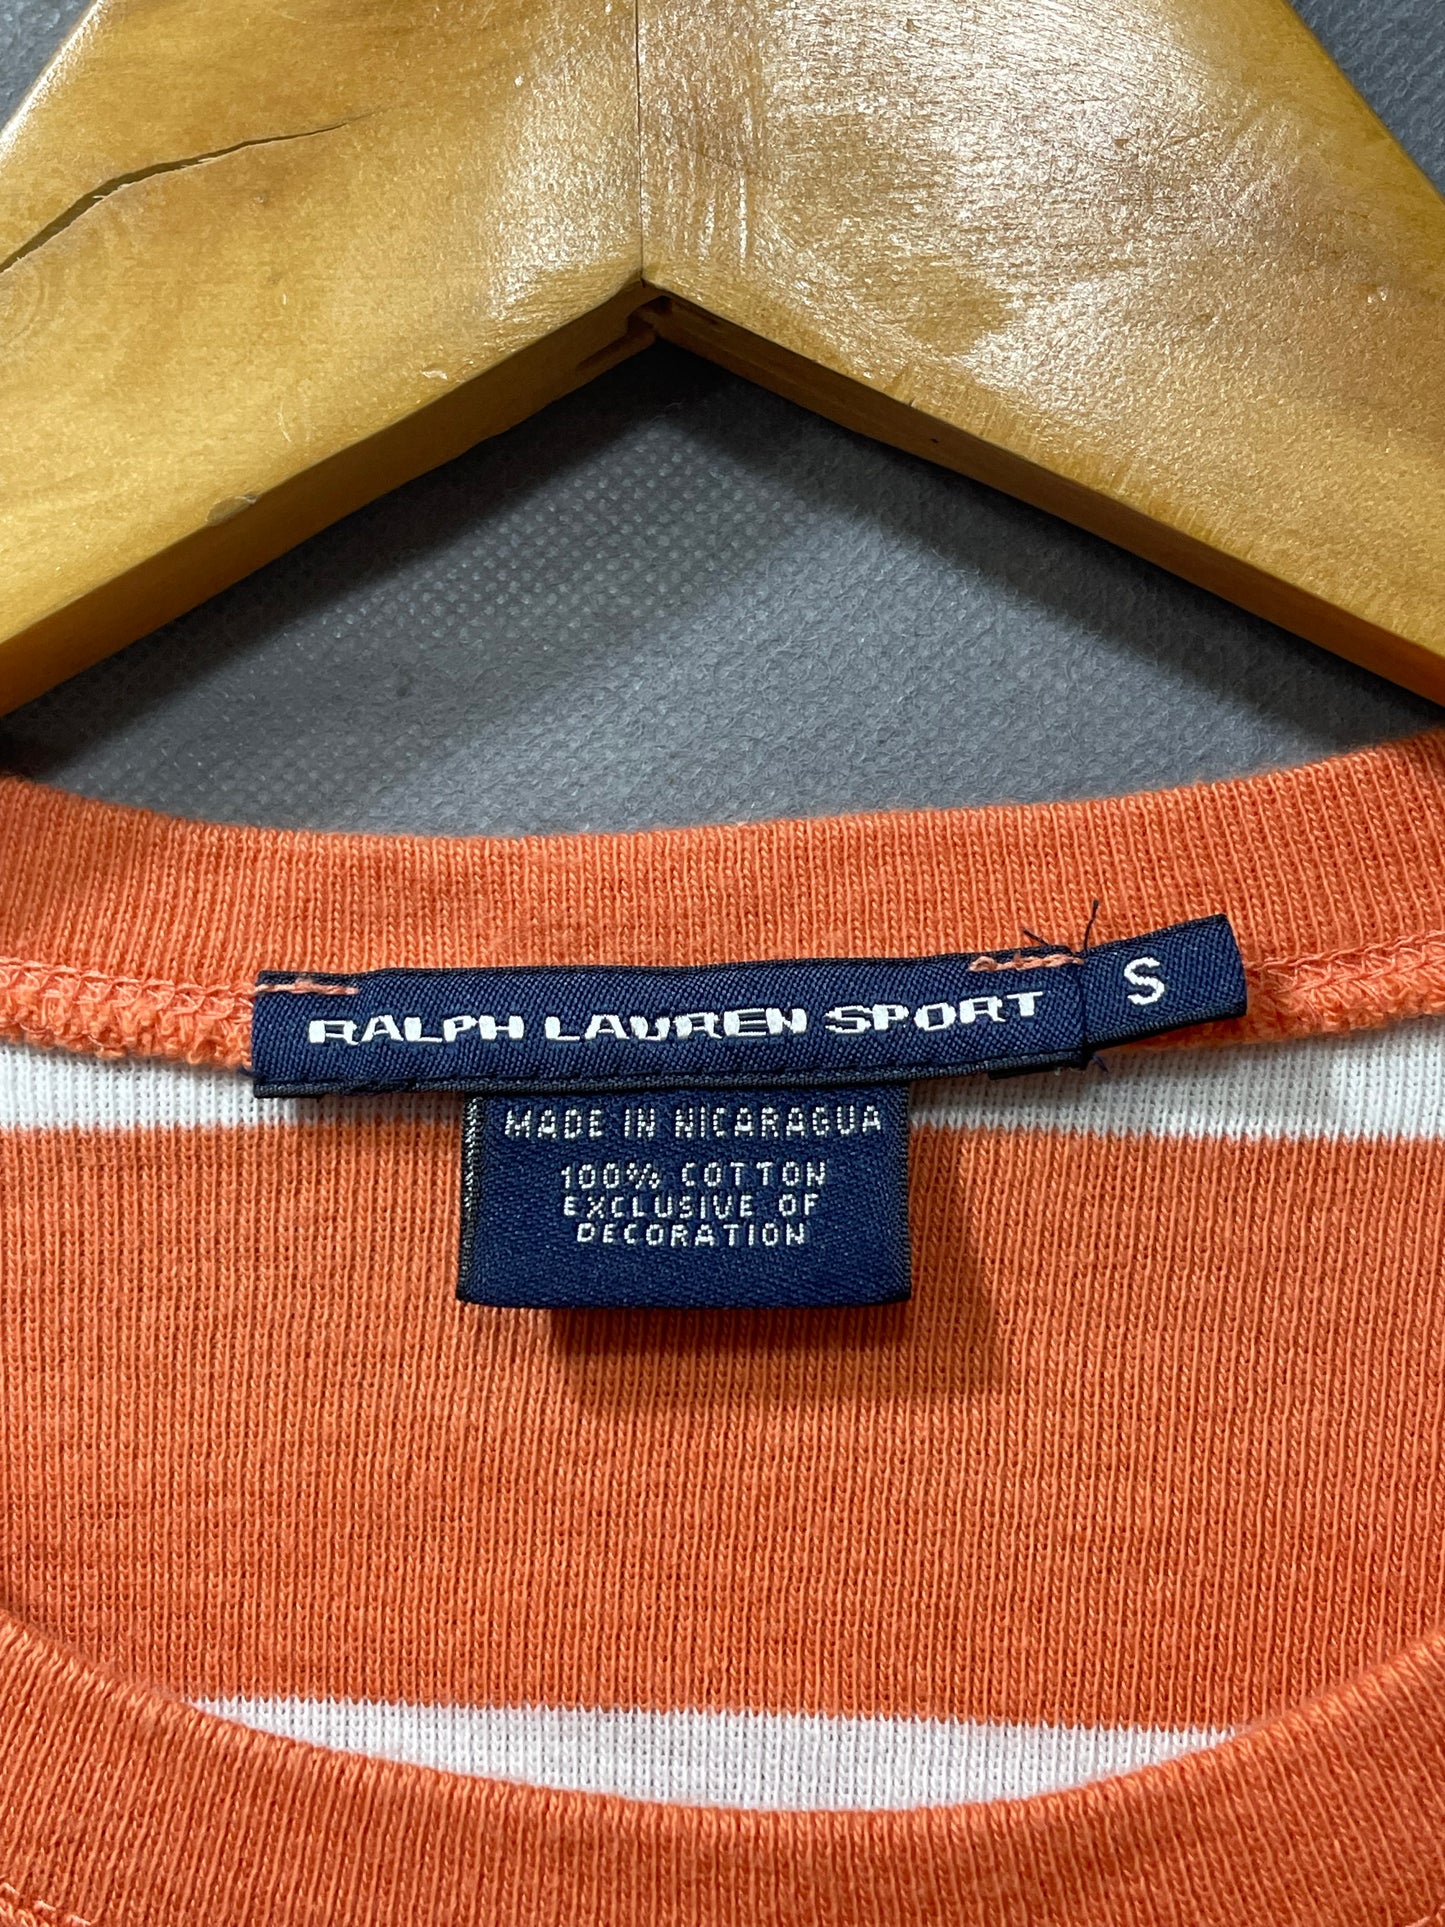 RALPH LAUREN SPORT S
MADE IN NICARAGUA
100% COTTON
EXCLUSIVE OF
DECORATION